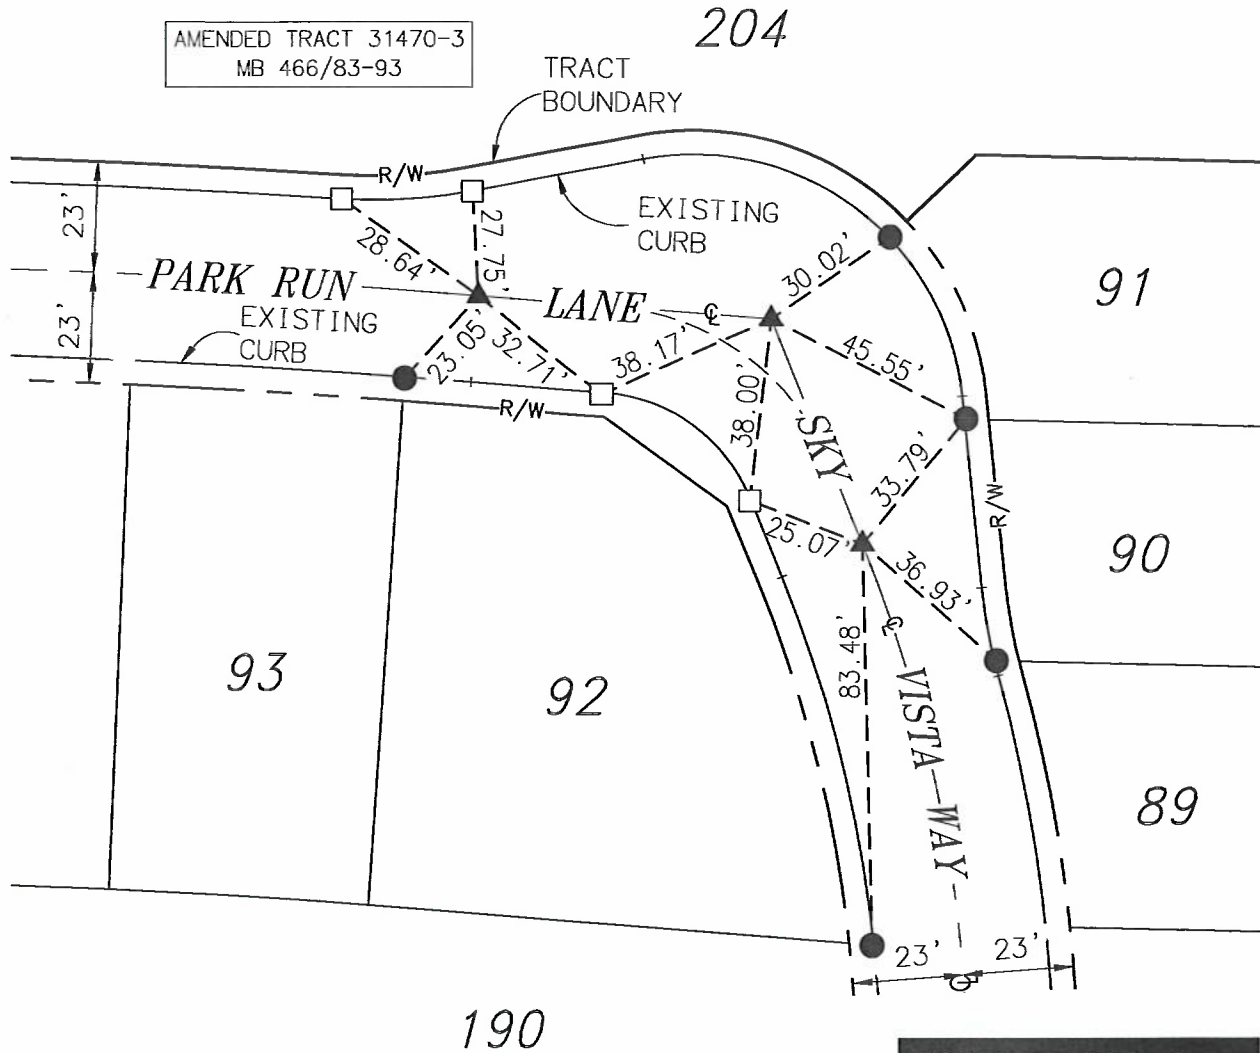 204
AMENDED TRACT 31470-3
MB 466/83-93
TRACT
BOUNDARY
R/W
EXISTING
CURB
23'
23'
28.64'
27.75'
30.02'
PARK RUN LANE
℄
91
EXISTING
CURB
23.05'
32.71'
38.17'
45.55'
38.00'
R/W
SKY VISTA WAY
33.79'
R/W
25.07'
90
36.93'
℄
83.48'
93
92
89
23'
23'
℄
190